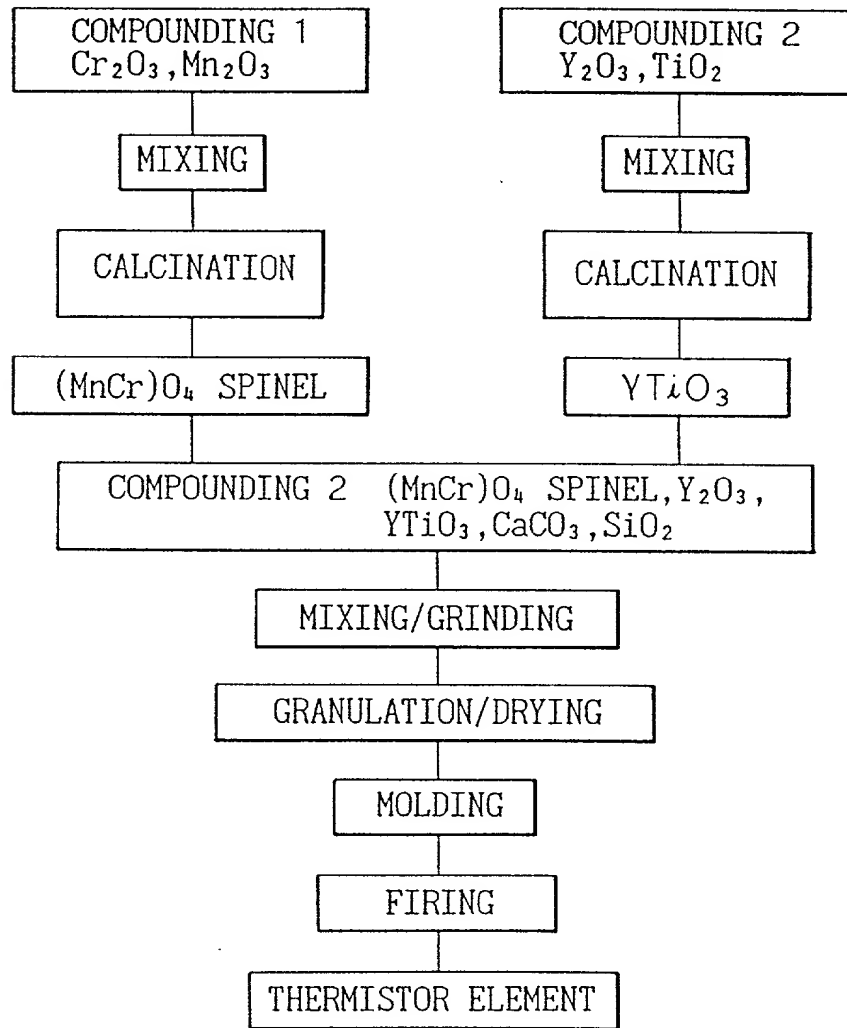 COMPOUNDING 1
Cr₂O₃,Mn₂O₃
COMPOUNDING 2
Y₂O₃,TiO₂
MIXING
MIXING
CALCINATION
CALCINATION
(MnCr)O₄ SPINEL
YTiO₃
COMPOUNDING 2 (MnCr)O₄ SPINEL,Y₂O₃,
YTiO₃,CaCO₃,SiO₂
MIXING/GRINDING
GRANULATION/DRYING
MOLDING
FIRING
THERMISTOR ELEMENT